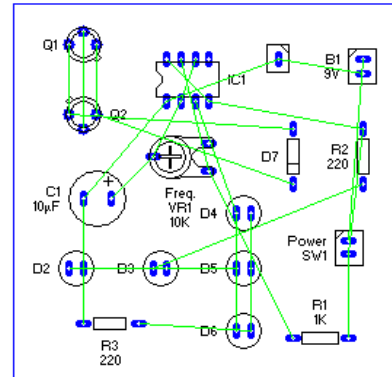 Q1
B1
9V
IC1
Q2
D7
R2
220
C1
10µF
Freq.
VR1
10K
D4
Power
SW1
D2
D3
D5
R1
1K
D6
R3
220